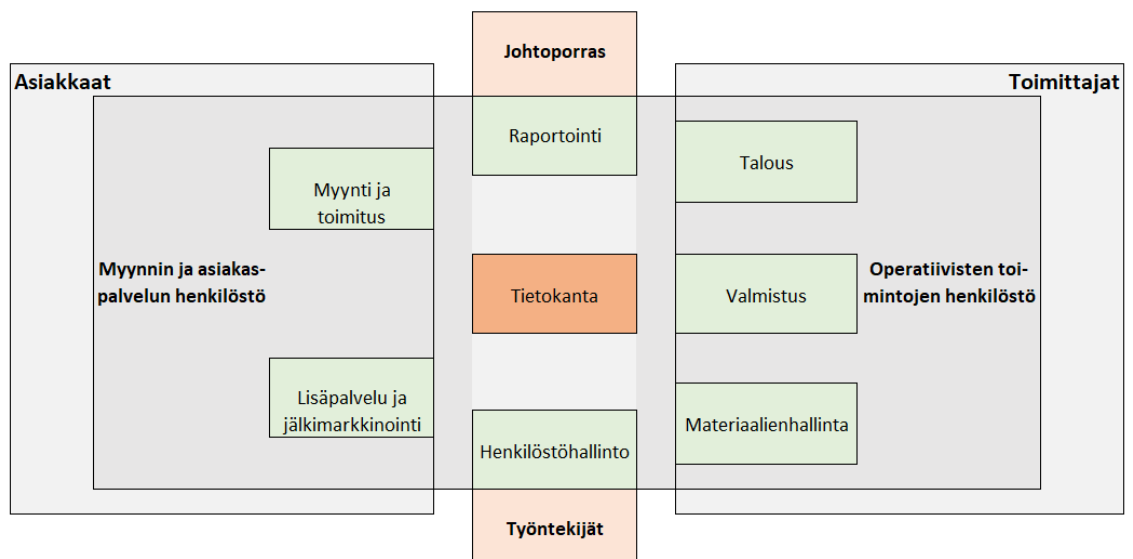 Johtoporras
Asiakkaat
Toimittajat
Raportointi
Talous
Myynti ja
toimitus
Myynnin ja asiakas-
palvelun henkilöstö
Tietokanta
Valmistus
Operatiivisten toi-
mintojen henkilöstö
Lisäpalvelu ja
jälkimarkkinointi
Materiaalienhallinta
Henkilöstöhallinto
Työntekijät